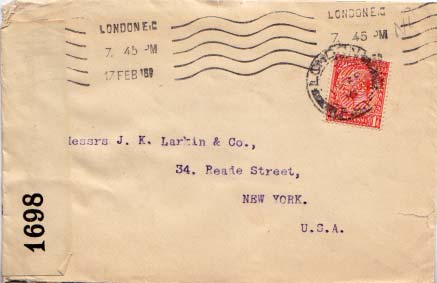 LONDON E.C
7. 45 PM
17 FEB
LONDON E.C
7. 45 PM
LONDON
Messrs J. K. Larkin & Co.,
34. Reade Street,
NEW YORK.
U.S.A.
1698